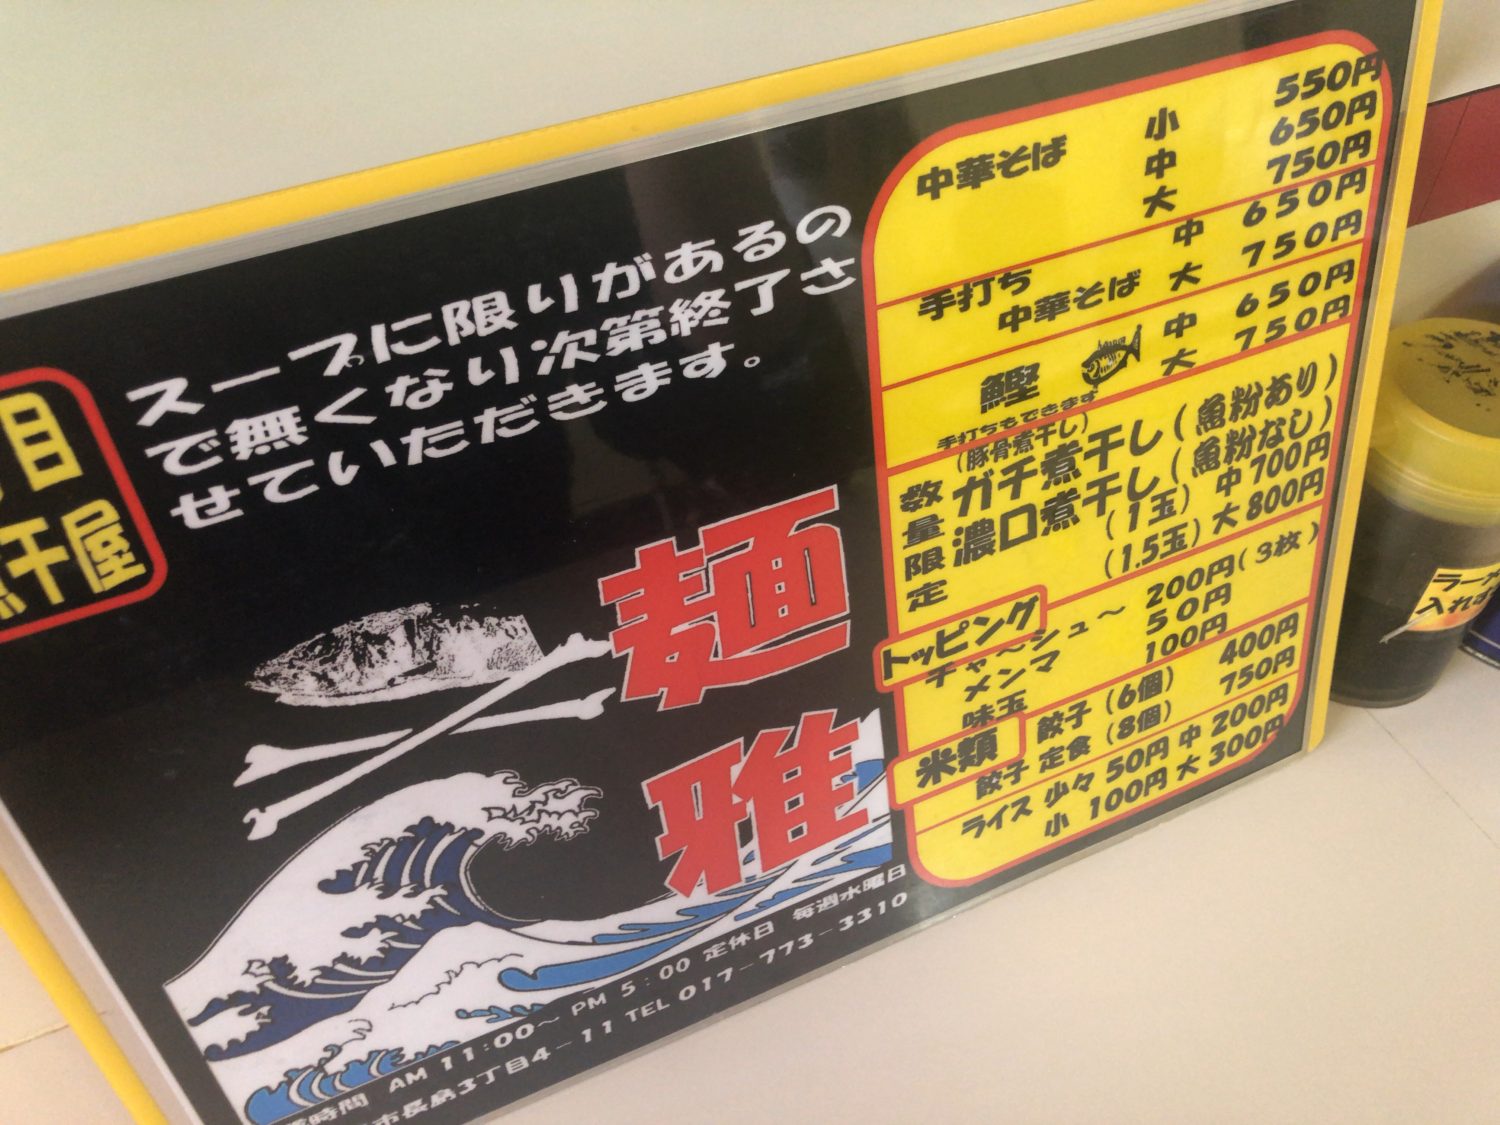 目
干屋
スープに限りがあるの
で無くなり次第終了さ
せていただきます。
麺雅
時間 AM 11:00～ PM 5:00 定休日 毎週水曜日
市長島3丁目4-11 TEL 017-773-3310
中華そば 小 550円
中 650円
大 750円
手打ち 中 650円
中華そば 大 750円
鰹 中 650円
大 750円
手打ちもできます
(豚骨煮干し)
数量限定
ガチ煮干し(魚粉あり)
濃口煮干し(魚粉なし)
(1玉) 中700円
(1.5玉) 大800円
トッピング
チャ～シュ～ 200円(3枚)
メンマ 50円
味玉 100円
米類
餃子(6個) 400円
餃子 定食(8個) 750円
ライス 少々 50円 中 200円
小 100円 大 300円
ラー
入れ